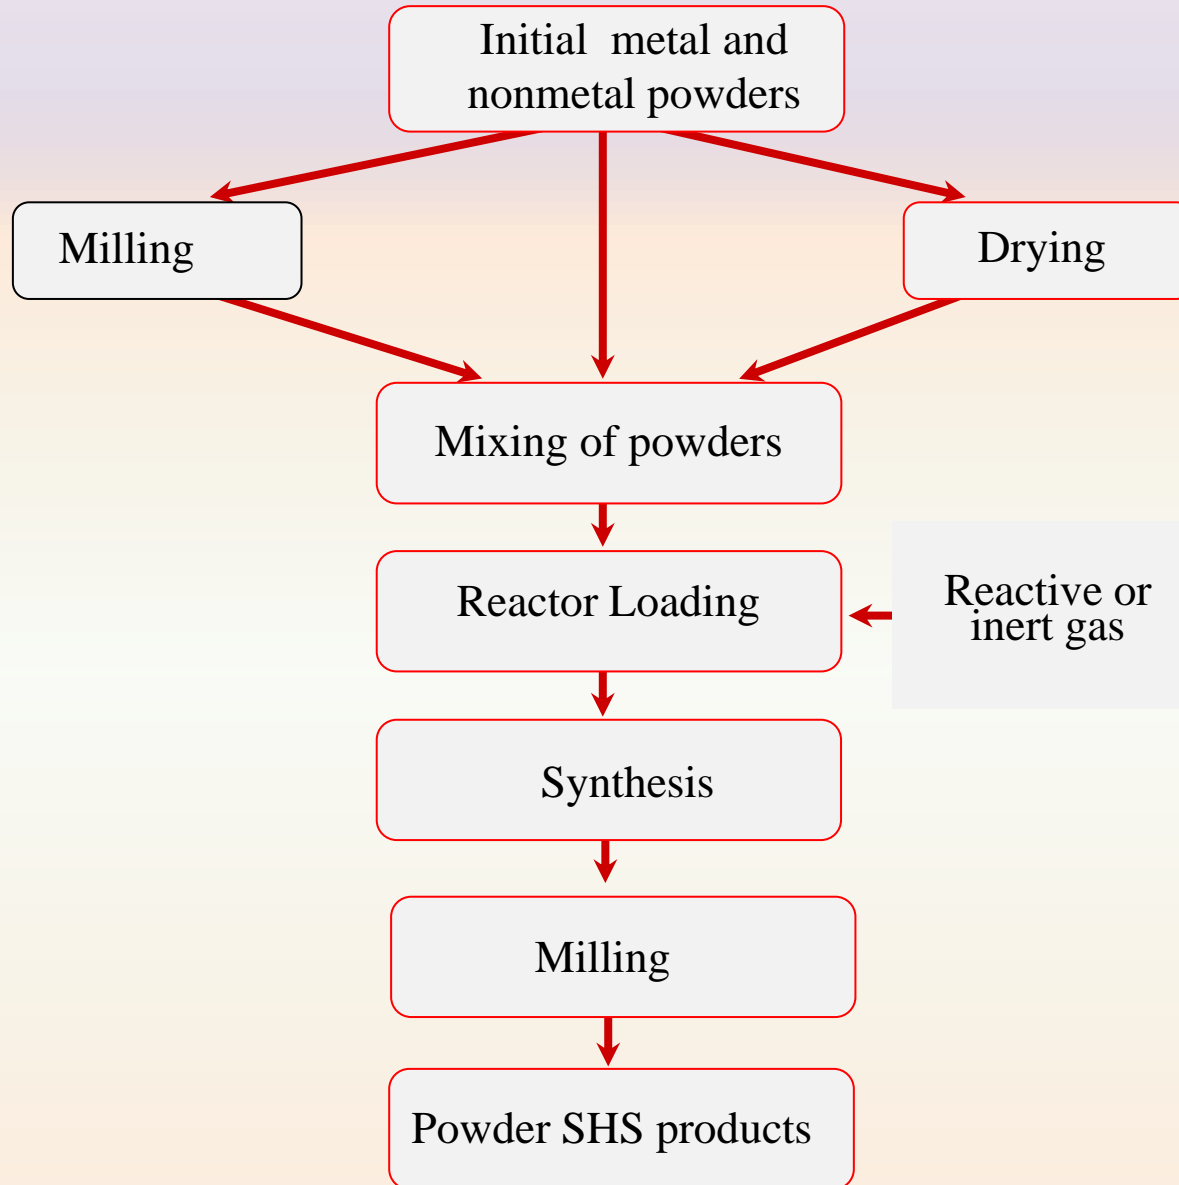 Initial metal and
nonmetal powders
Milling
Drying
Mixing of powders
Reactor Loading
Reactive or
inert gas
Synthesis
Milling
Powder SHS products